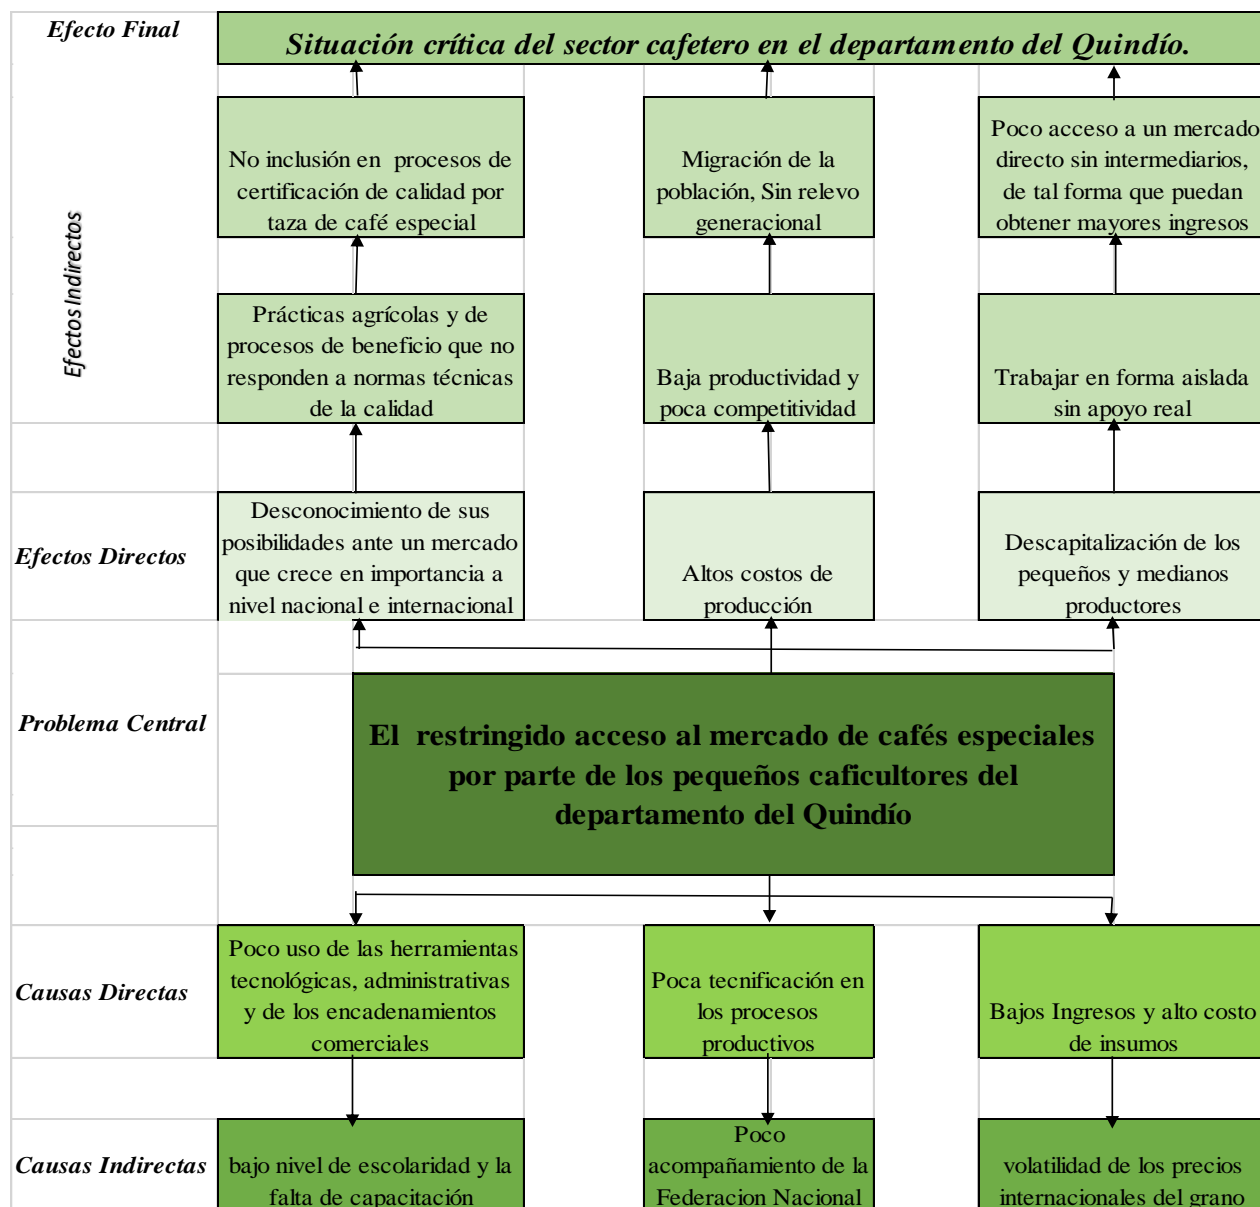 Efecto Final
Situación crítica del sector cafetero en el departamento del Quindío.
Efectos Indirectos
No inclusión en procesos de
certificación de calidad por
taza de café especial
Migración de la
población, Sin relevo
generacional
Poco acceso a un mercado
directo sin intermediarios,
de tal forma que puedan
obtener mayores ingresos
Prácticas agrícolas y de
procesos de beneficio que no
responden a normas técnicas
de la calidad
Baja productividad y
poca competitividad
Trabajar en forma aislada
sin apoyo real
Efectos Directos
Desconocimiento de sus
posibilidades ante un mercado
que crece en importancia a
nivel nacional e internacional
Altos costos de
producción
Descapitalización de los
pequeños y medianos
productores
Problema Central
El restringido acceso al mercado de cafés especiales
por parte de los pequeños caficultores del
departamento del Quindío
Causas Directas
Poco uso de las herramientas
tecnológicas, administrativas
y de los encadenamientos
comerciales
Poca tecnificación en
los procesos
productivos
Bajos Ingresos y alto costo
de insumos
Causas Indirectas
bajo nivel de escolaridad y la
falta de capacitación
Poco
acompañamiento de la
Federacion Nacional
volatilidad de los precios
internacionales del grano